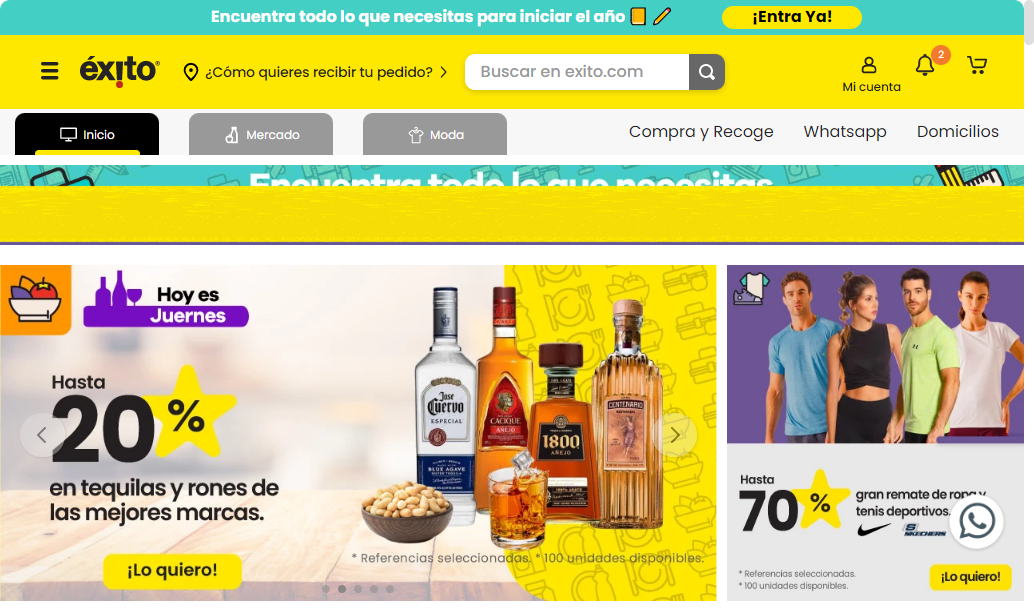 Encuentra todo lo que necesitas para iniciar el año
¡Entra Ya!
éxito
¿Cómo quieres recibir tu pedido?
Buscar en exito.com
Mi cuenta
2
Inicio
Mercado
Moda
Compra y Recoge
Whatsapp
Domicilios
Encuentra todo lo que necesitas
Hoy es
Juernes
Hasta
20%
en tequilas y rones de
las mejores marcas.
¡Lo quiero!
Jose
Cuervo
ESPECIAL
BLUE AGAVE
CACIQUE
AÑEJO
1800
AÑEJO
CENTENARIO
* Referencias seleccionadas. * 100 unidades disponibles.
Hasta
70%
gran remate de ropa y
tenis deportivos.
SKECHERS
* Referencias seleccionadas.
* 100 unidades disponibles.
¡Lo quiero!